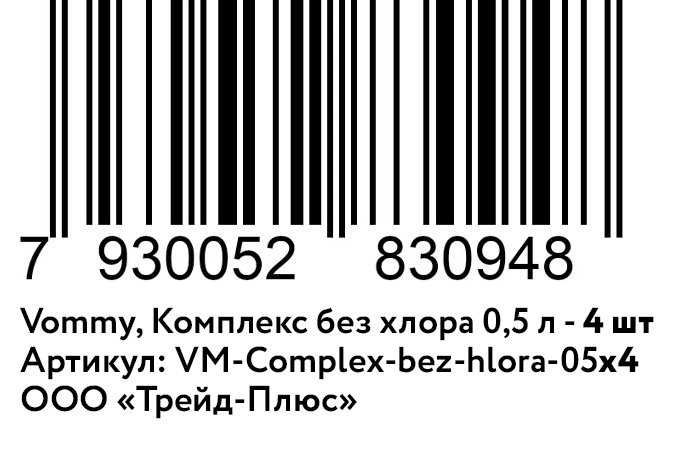 7 930052 830948
Vommy, Комплекс без хлора 0,5 л - 4 шт
Артикул: VM-Complex-bez-hlora-05x4
ООО «Трейд-Плюс»